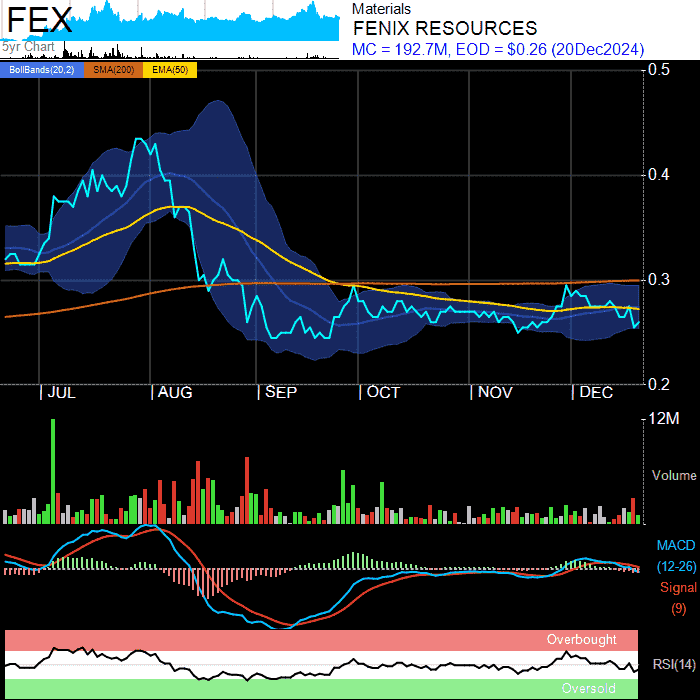 FEX
5yr Chart
Materials
FENIX RESOURCES
MC = 192.7M, EOD = $0.26 (20Dec2024)
BollBands(20,2) SMA(200) EMA(50)
0.5
0.4
0.3
0.2
JUL AUG SEP OCT NOV DEC
12M
Volume
MACD
(12-26)
Signal
(9)
Overbought
RSI(14)
Oversold